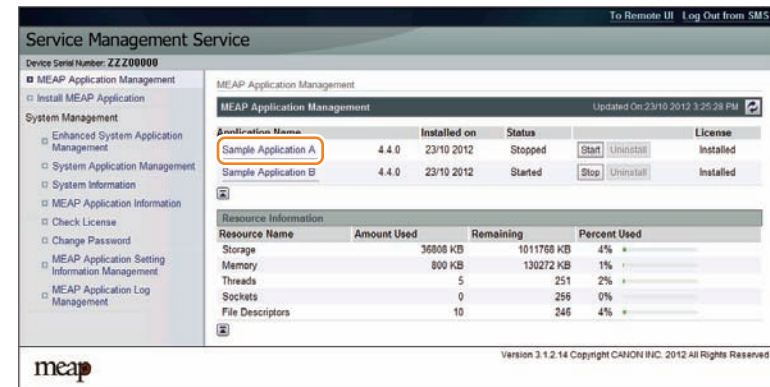 To Remote UI Log Out from SMS
Service Management Service
Device Serial Number: ZZZ00000
MEAP Application Management
Install MEAP Application
System Management
Enhanced System Application
Management
System Application Management
System Information
MEAP Application Information
Check License
Change Password
MEAP Application Setting
Information Management
MEAP Application Log
Management
MEAP Application Management
MEAP Application Management Updated On:23/10 2012 3:25:28 PM
Application Name Installed on Status License
Sample Application A 4.4.0 23/10 2012 Stopped Start Uninstall Installed
Sample Application B 4.4.0 23/10 2012 Started Stop Uninstall Installed
Resource Information
Resource Name Amount Used Remaining Percent Used
Storage 36808 KB 1011768 KB 4%
Memory 800 KB 130272 KB 1%
Threads 5 251 2%
Sockets 0 256 0%
File Descriptors 10 246 4%
meap
Version 3.1.2.14 Copyright CANON INC. 2012 All Rights Reserved